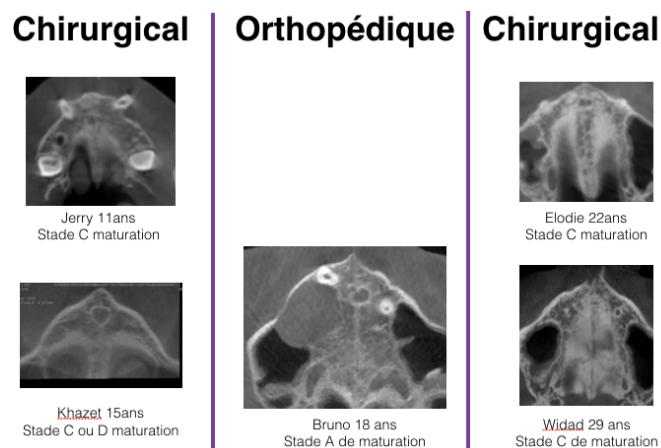 Chirurgical
Jerry 11ans
Stade C maturation
Khazet 15ans
Stade C ou D maturation
Orthopédique
Bruno 18 ans
Stade A de maturation
Chirurgical
Elodie 22ans
Stade C maturation
Widad 29 ans
Stade C de maturation